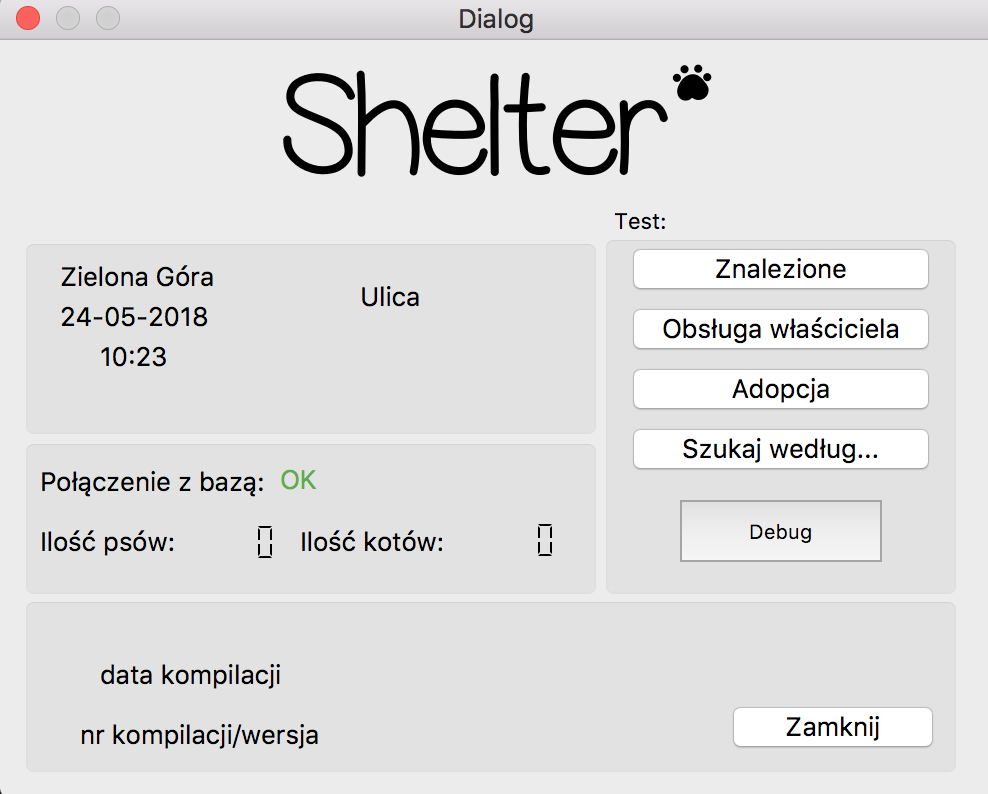 Dialog
Shelter
Zielona Góra
24-05-2018
10:23
Ulica
Połączenie z bazą: OK
Ilość psów: 0 Ilość kotów: 0
Test:
Znalezione
Obsługa właściciela
Adopcja
Szukaj według...
Debug
data kompilacji
nr kompilacji/wersja
Zamknij